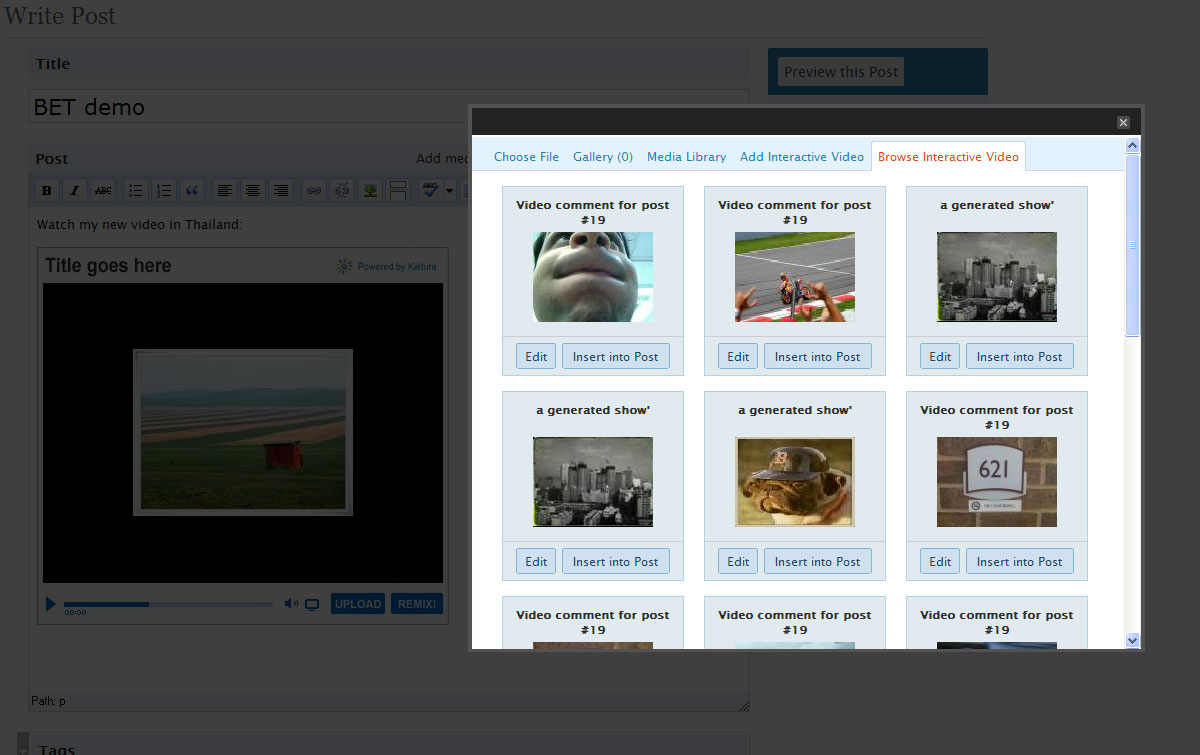 Write Post
Title
Preview this Post
BET demo
Post
Add med
B I ABC ABC
Watch my new video in Thailand:
Title goes here
Powered by Kaltura
00:00
UPLOAD REMIX!
Path: p
Tags
Choose File Gallery (0) Media Library Add Interactive Video Browse Interactive Video
Video comment for post
#19
Edit Insert into Post
Video comment for post
#19
Edit Insert into Post
a generated show'
Edit Insert into Post
a generated show'
Edit Insert into Post
a generated show'
Edit Insert into Post
Video comment for post
#19
621
NO SMOKING
Edit Insert into Post
Video comment for post
#19
Video comment for post
#19
Video comment for post
#19